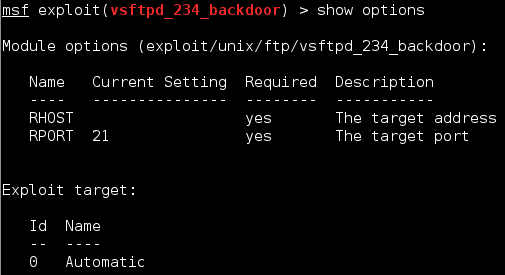 msf exploit(vsftpd_234_backdoor) > show options
Module options (exploit/unix/ftp/vsftpd_234_backdoor):
Name Current Setting Required Description
---- --------------- -------- -----------
RHOST yes The target address
RPORT 21 yes The target port
Exploit target:
Id Name
-- ----
0 Automatic